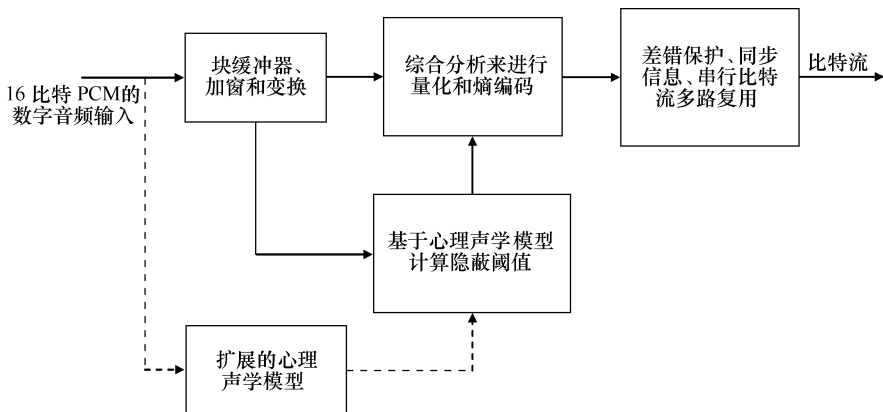 16 比特 PCM的
数字音频输入
块缓冲器、
加窗和变换
综合分析来进行
量化和熵编码
差错保护、同步
信息、串行比特
流多路复用
比特流
基于心理声学模型
计算隐蔽阈值
扩展的心理
声学模型